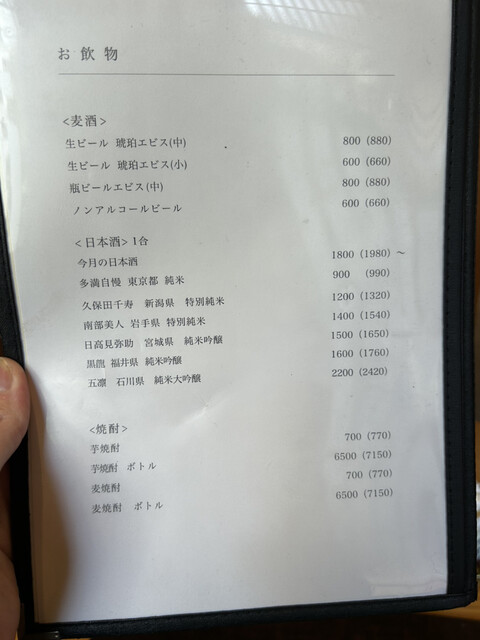 お飲物
<麦酒>
生ビール 琥珀エビス(中) 800 (880)
生ビール 琥珀エビス(小) 600 (660)
瓶ビールエビス(中) 800 (880)
ノンアルコールビール 600 (660)
<日本酒> 1合
今月の日本酒 1800 (1980) ～
多満自慢 東京都 純米 900 (990)
久保田千寿 新潟県 特別純米 1200 (1320)
南部美人 岩手県 特別純米 1400 (1540)
日高見弥助 宮城県 純米吟醸 1500 (1650)
黒龍 福井県 純米吟醸 1600 (1760)
五凛 石川県 純米大吟醸 2200 (2420)
<焼酎>
芋焼酎 700 (770)
芋焼酎 ボトル 6500 (7150)
麦焼酎 700 (770)
麦焼酎 ボトル 6500 (7150)